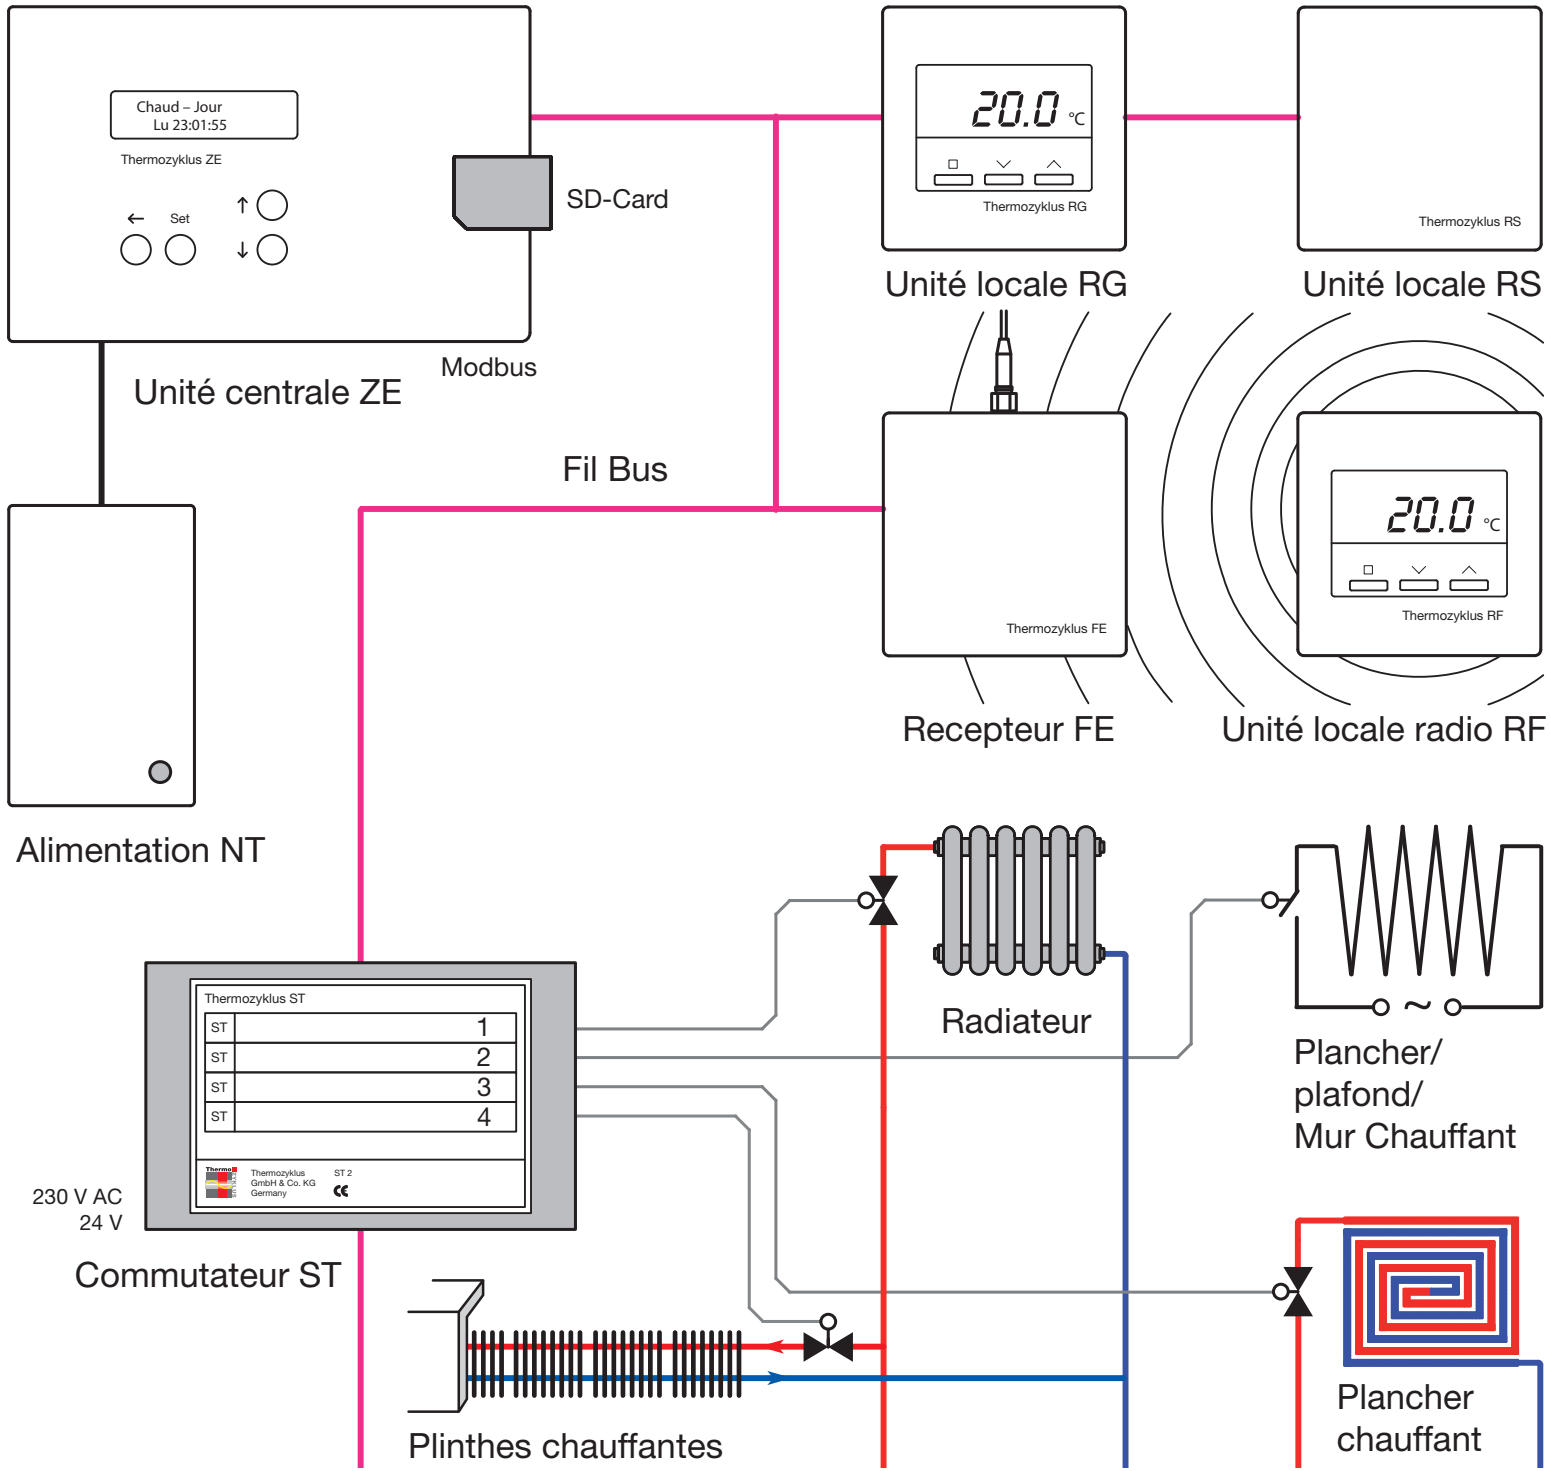 Chaud – Jour
Lu 23:01:55
Thermozyklus ZE
Set
SD-Card
Modbus
Unité centrale ZE
20.0 °C
Thermozyklus RG
Unité locale RG
Thermozyklus RS
Unité locale RS
Fil Bus
Thermozyklus FE
Recepteur FE
20.0 °C
Thermozyklus RF
Unité locale radio RF
Alimentation NT
Thermozyklus ST
ST 1
ST 2
ST 3
ST 4
Thermo
Thermozyklus
GmbH & Co. KG
Germany
ST 2
CE
230 V AC
24 V
Commutateur ST
Radiateur
~
Plancher/
plafond/
Mur Chauffant
Plinthes chauffantes
Plancher
chauffant